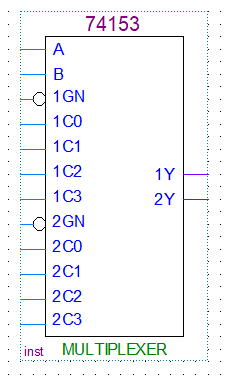 74153
A
B
1GN
1C0
1C1
1C2
1Y
1C3
2Y
2GN
2C0
2C1
2C2
2C3
inst
MULTIPLEXER